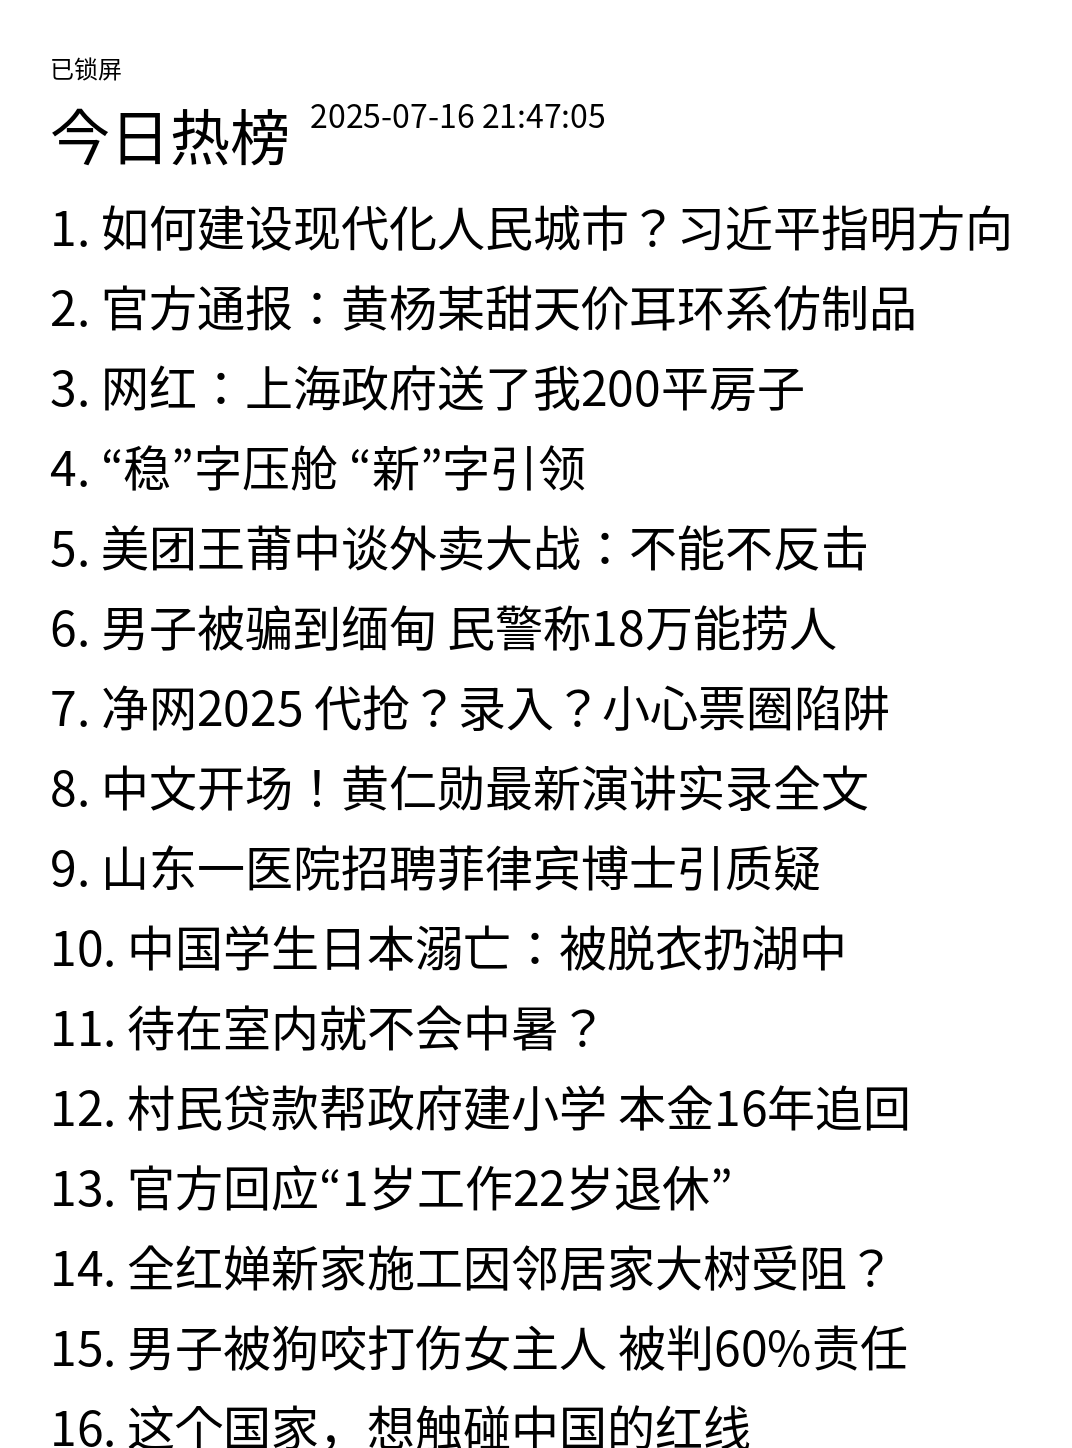 已锁屏
今日热榜 2025-07-16 21:47:05
1. 如何建设现代化人民城市？习近平指明方向
2. 官方通报：黄杨某甜天价耳环系仿制品
3. 网红：上海政府送了我200平房子
4. “稳”字压舱 “新”字引领
5. 美团王莆中谈外卖大战：不能不反击
6. 男子被骗到缅甸 民警称18万能捞人
7. 净网2025 代抢？录入？小心票圈陷阱
8. 中文开场！黄仁勋最新演讲实录全文
9. 山东一医院招聘菲律宾博士引质疑
10. 中国学生日本溺亡：被脱衣扔湖中
11. 待在室内就不会中暑？
12. 村民贷款帮政府建小学 本金16年追回
13. 官方回应“1岁工作22岁退休”
14. 全红婵新家施工因邻居家大树受阻？
15. 男子被狗咬打伤女主人 被判60%责任
16. 这个国家，想触碰中国的红线